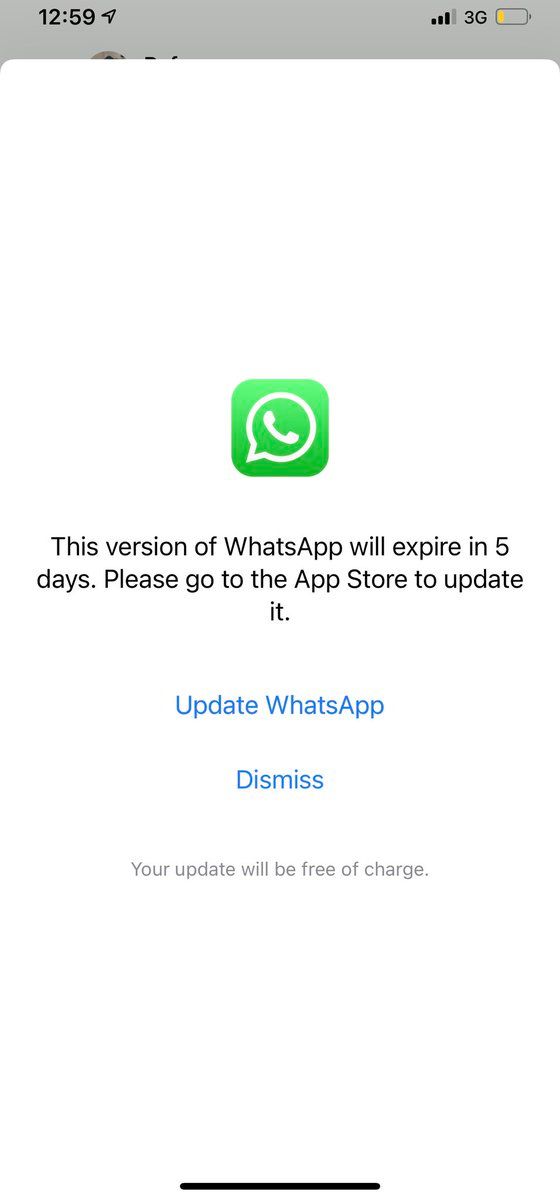 12:59
3G
This version of WhatsApp will expire in 5
days. Please go to the App Store to update
it.
Update WhatsApp
Dismiss
Your update will be free of charge.